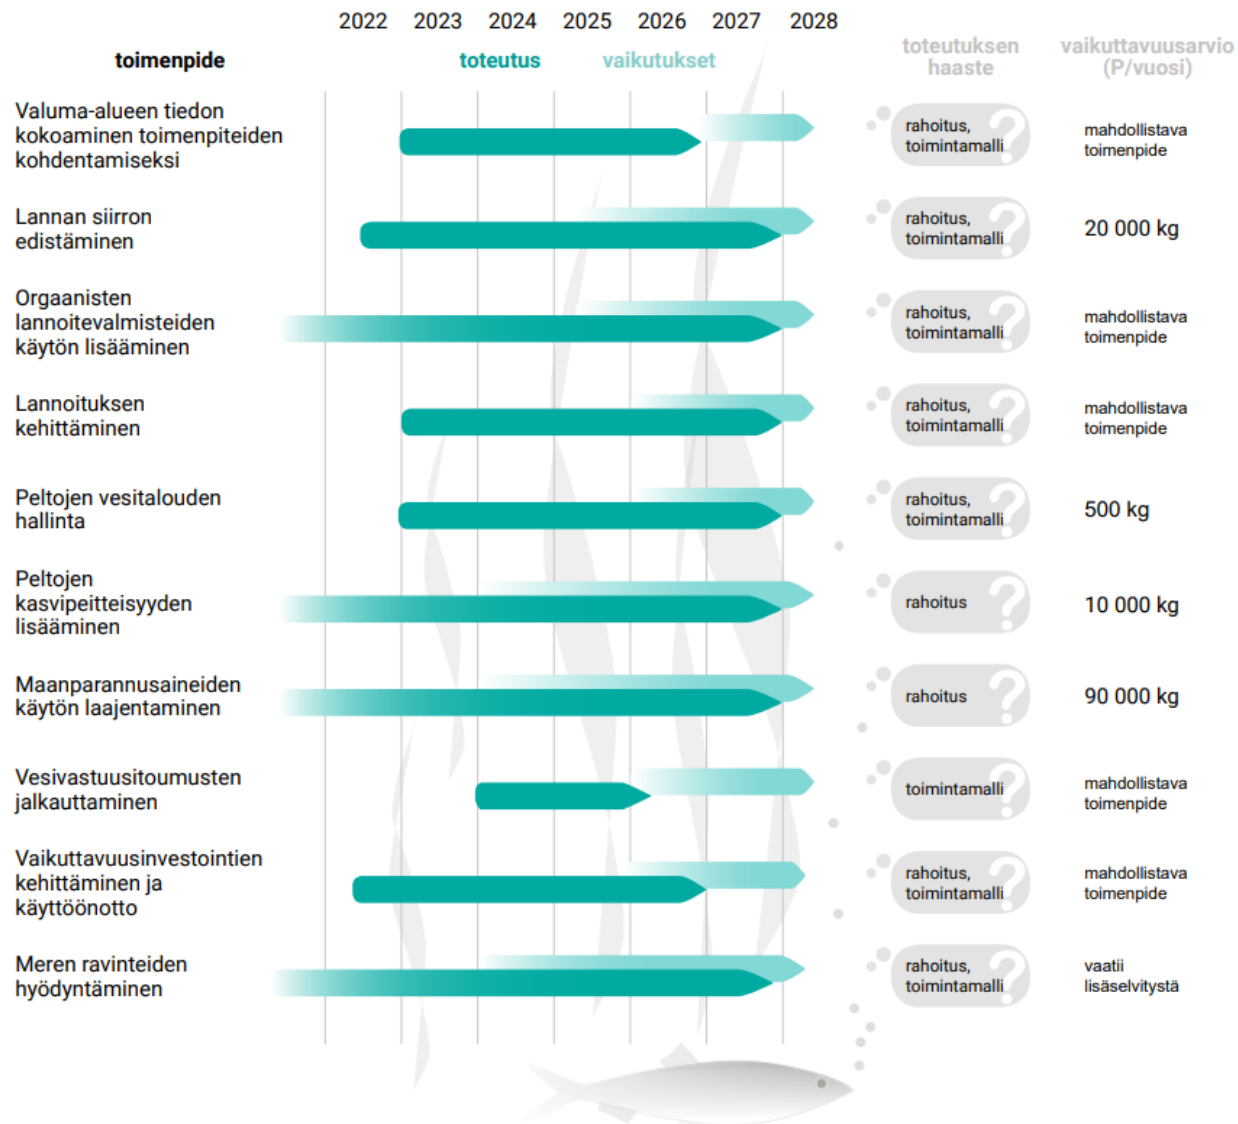 2022 2023 2024 2025 2026 2027 2028
toimenpide toteutus vaikutukset toteutuksen haaste vaikuttavuusarvio (P/vuosi)
Valuma-alueen tiedon
kokoaminen toimenpiteiden
kohdentamiseksi
rahoitus,
toimintamalli
?
mahdollistava
toimenpide
Lannan siirron
edistäminen
rahoitus,
toimintamalli
?
20 000 kg
Orgaanisten
lannoitevalmisteiden
käytön lisääminen
rahoitus,
toimintamalli
?
mahdollistava
toimenpide
Lannoituksen
kehittäminen
rahoitus,
toimintamalli
?
mahdollistava
toimenpide
Peltojen vesitalouden
hallinta
rahoitus,
toimintamalli
?
500 kg
Peltojen
kasvipeitteisyyden
lisääminen
rahoitus
?
10 000 kg
Maanparannusaineiden
käytön laajentaminen
rahoitus
?
90 000 kg
Vesivastuusitoumusten
jalkauttaminen
toimintamalli
?
mahdollistava
toimenpide
Vaikuttavuusinvestointien
kehittäminen ja
käyttöönotto
rahoitus,
toimintamalli
?
mahdollistava
toimenpide
Meren ravinteiden
hyödyntäminen
rahoitus,
toimintamalli
?
vaatii
lisäselvitystä